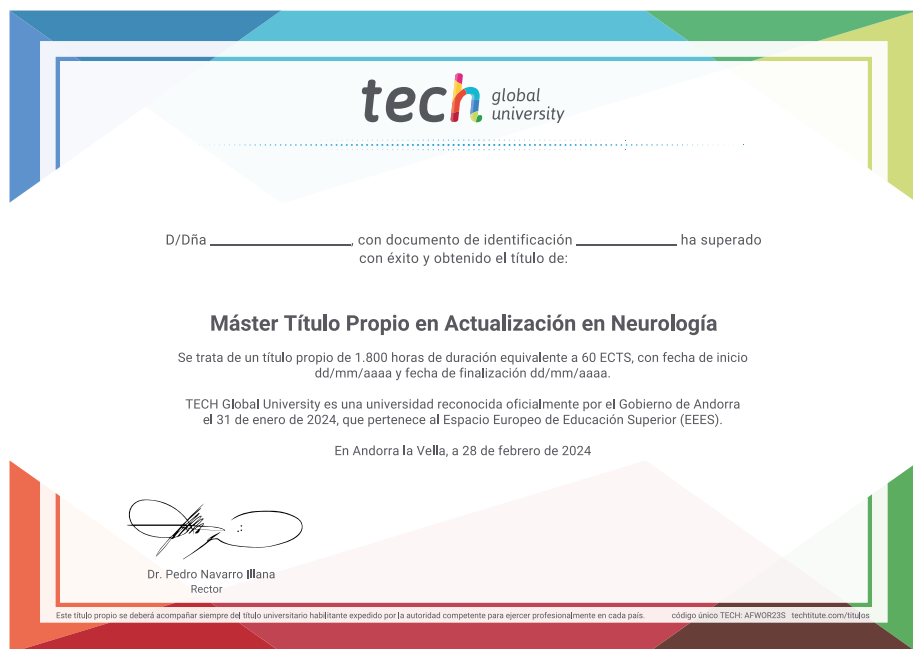 tech global university
D/Dña ____________________, con documento de identificación ______________ ha superado
con éxito y obtenido el título de:
Máster Título Propio en Actualización en Neurología
Se trata de un título propio de 1.800 horas de duración equivalente a 60 ECTS, con fecha de inicio
dd/mm/aaaa y fecha de finalización dd/mm/aaaa.
TECH Global University es una universidad reconocida oficialmente por el Gobierno de Andorra
el 31 de enero de 2024, que pertenece al Espacio Europeo de Educación Superior (EEES).
En Andorra la Vella, a 28 de febrero de 2024
Dr. Pedro Navarro Illana
Rector
Este título propio se deberá acompañar siempre del título universitario habilitante expedido por la autoridad competente para ejercer profesionalmente en cada país. código único TECH: AFWOR23S techtitute.com/titulos